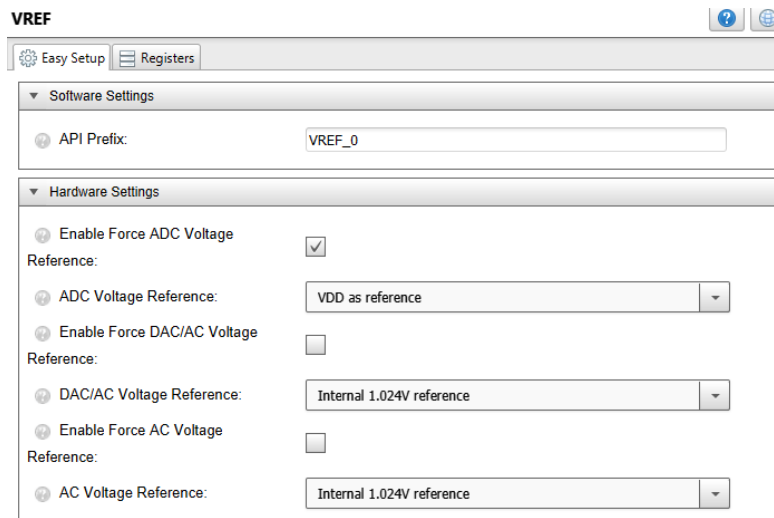 VREF
?
Easy Setup Registers
Software Settings
API Prefix: VREF_0
Hardware Settings
Enable Force ADC Voltage
Reference:
ADC Voltage Reference: VDD as reference
Enable Force DAC/AC Voltage
Reference:
DAC/AC Voltage Reference: Internal 1.024V reference
Enable Force AC Voltage
Reference:
AC Voltage Reference: Internal 1.024V reference